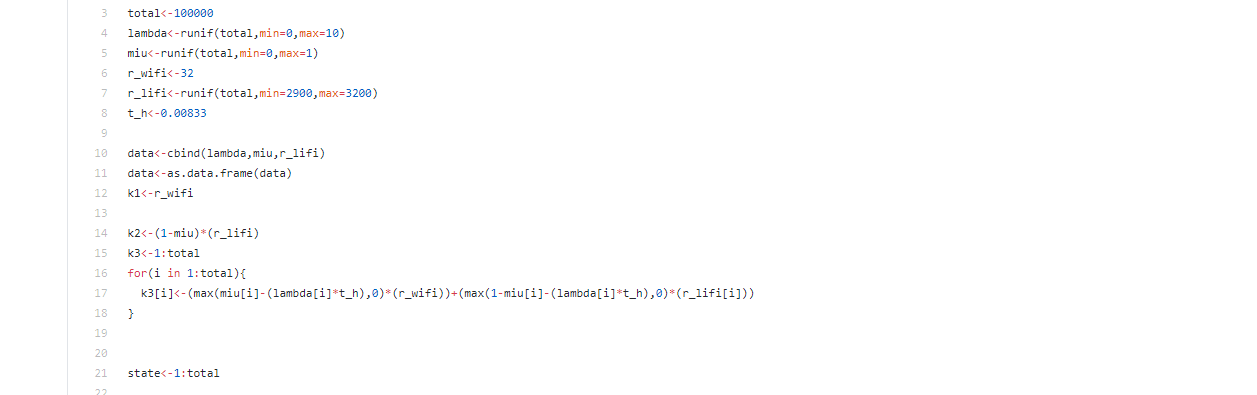 3 total<-100000
4 lambda<-runif(total,min=0,max=10)
5 miu<-runif(total,min=0,max=1)
6 r_wifi<-32
7 r_lifi<-runif(total,min=2900,max=3200)
8 t_h<-0.00833
9
10 data<-cbind(lambda,miu,r_lifi)
11 data<-as.data.frame(data)
12 k1<-r_wifi
13
14 k2<-(1-miu)*(r_lifi)
15 k3<-1:total
16 for(i in 1:total){
17   k3[i]<-(max(miu[i]-(lambda[i]*t_h),0)*(r_wifi))+(max(1-miu[i]-(lambda[i]*t_h),0)*(r_lifi[i]))
18 }
19
20
21 state<-1:total
22